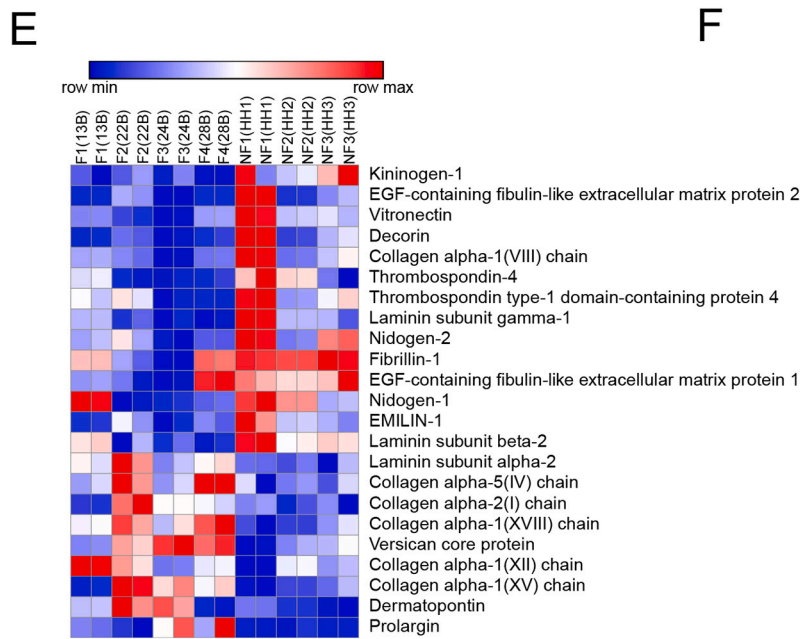 E
F
row min
row max
F1(13B)
F1(13B)
F2(22B)
F2(22B)
F3(24B)
F3(24B)
F4(28B)
F4(28B)
NF1(HH1)
NF1(HH1)
NF2(HH2)
NF2(HH2)
NF3(HH3)
NF3(HH3)
Kininogen-1
EGF-containing fibulin-like extracellular matrix protein 2
Vitronectin
Decorin
Collagen alpha-1(VIII) chain
Thrombospondin-4
Thrombospondin type-1 domain-containing protein 4
Laminin subunit gamma-1
Nidogen-2
Fibrillin-1
EGF-containing fibulin-like extracellular matrix protein 1
Nidogen-1
EMILIN-1
Laminin subunit beta-2
Laminin subunit alpha-2
Collagen alpha-5(IV) chain
Collagen alpha-2(I) chain
Collagen alpha-1(XVIII) chain
Versican core protein
Collagen alpha-1(XII) chain
Collagen alpha-1(XV) chain
Dermatopontin
Prolargin